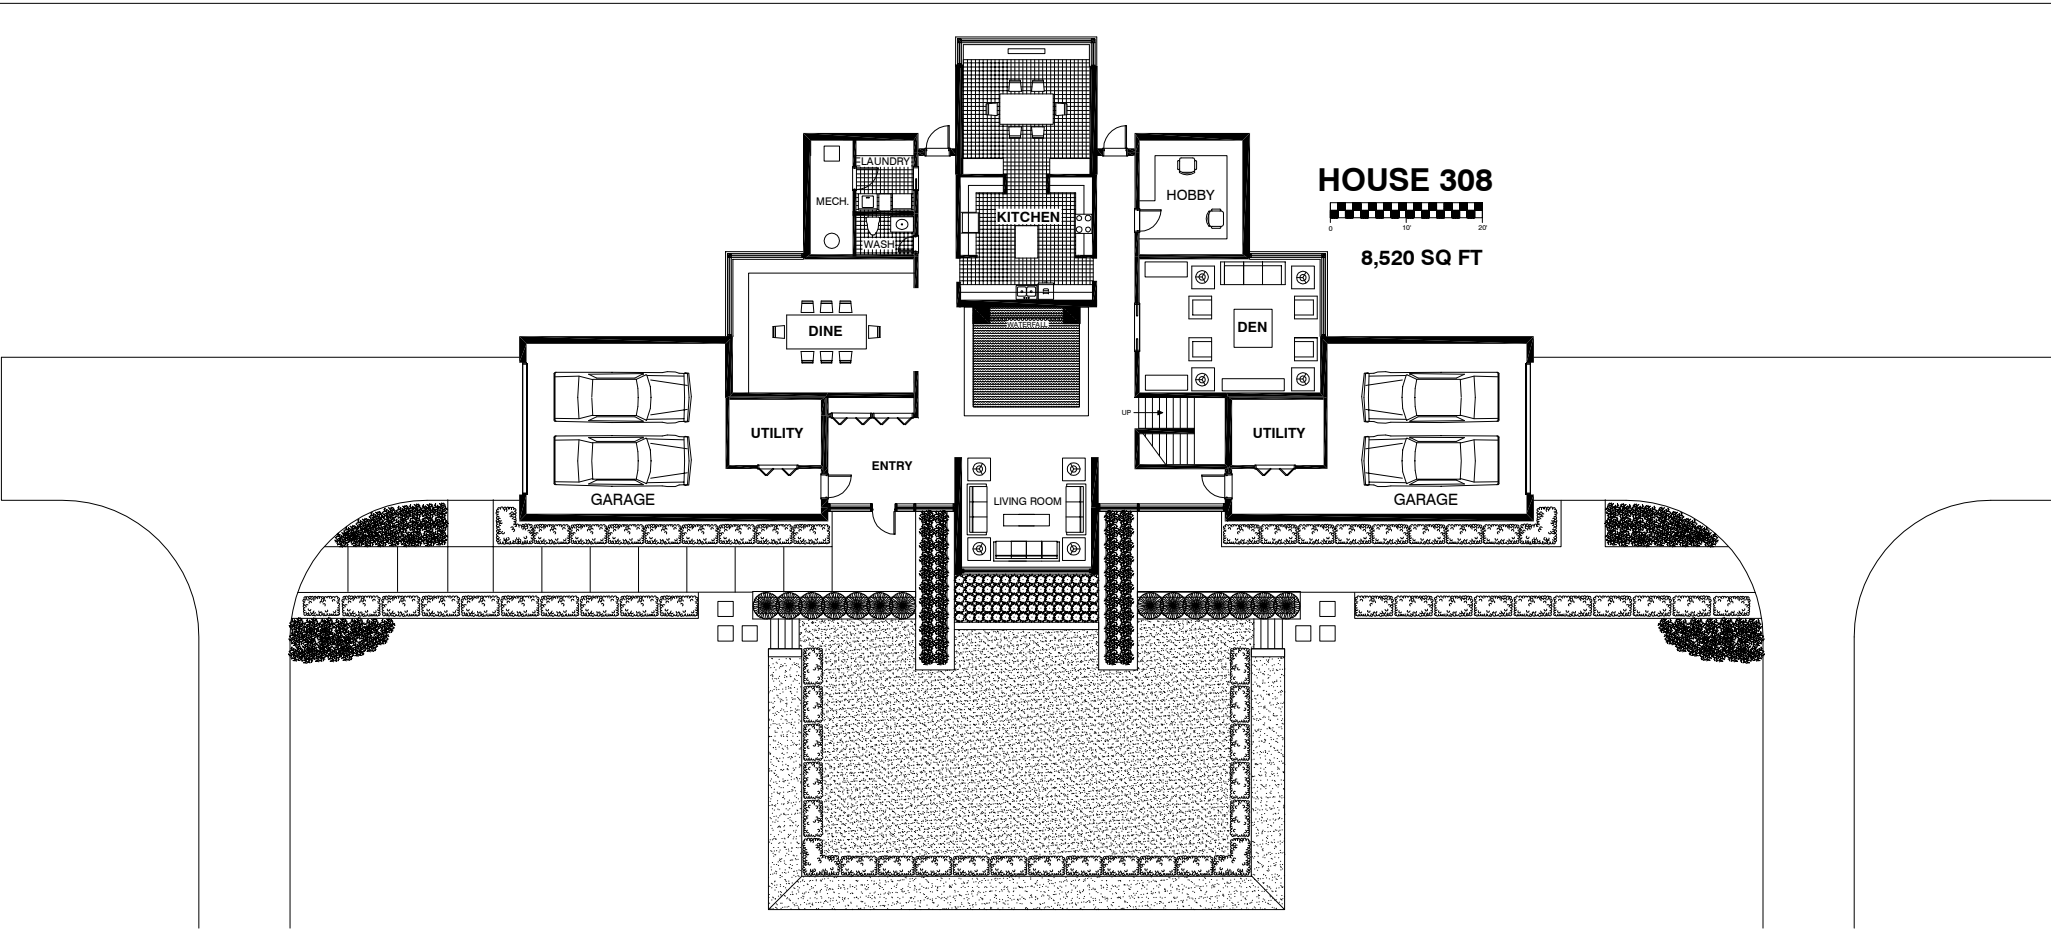 HOUSE 308
0 10' 20'
8,520 SQ FT
LAUNDRY
MECH.
WASH
KITCHEN
HOBBY
WATERFALL
DINE
DEN
UP
UTILITY
UTILITY
ENTRY
GARAGE
LIVING ROOM
GARAGE